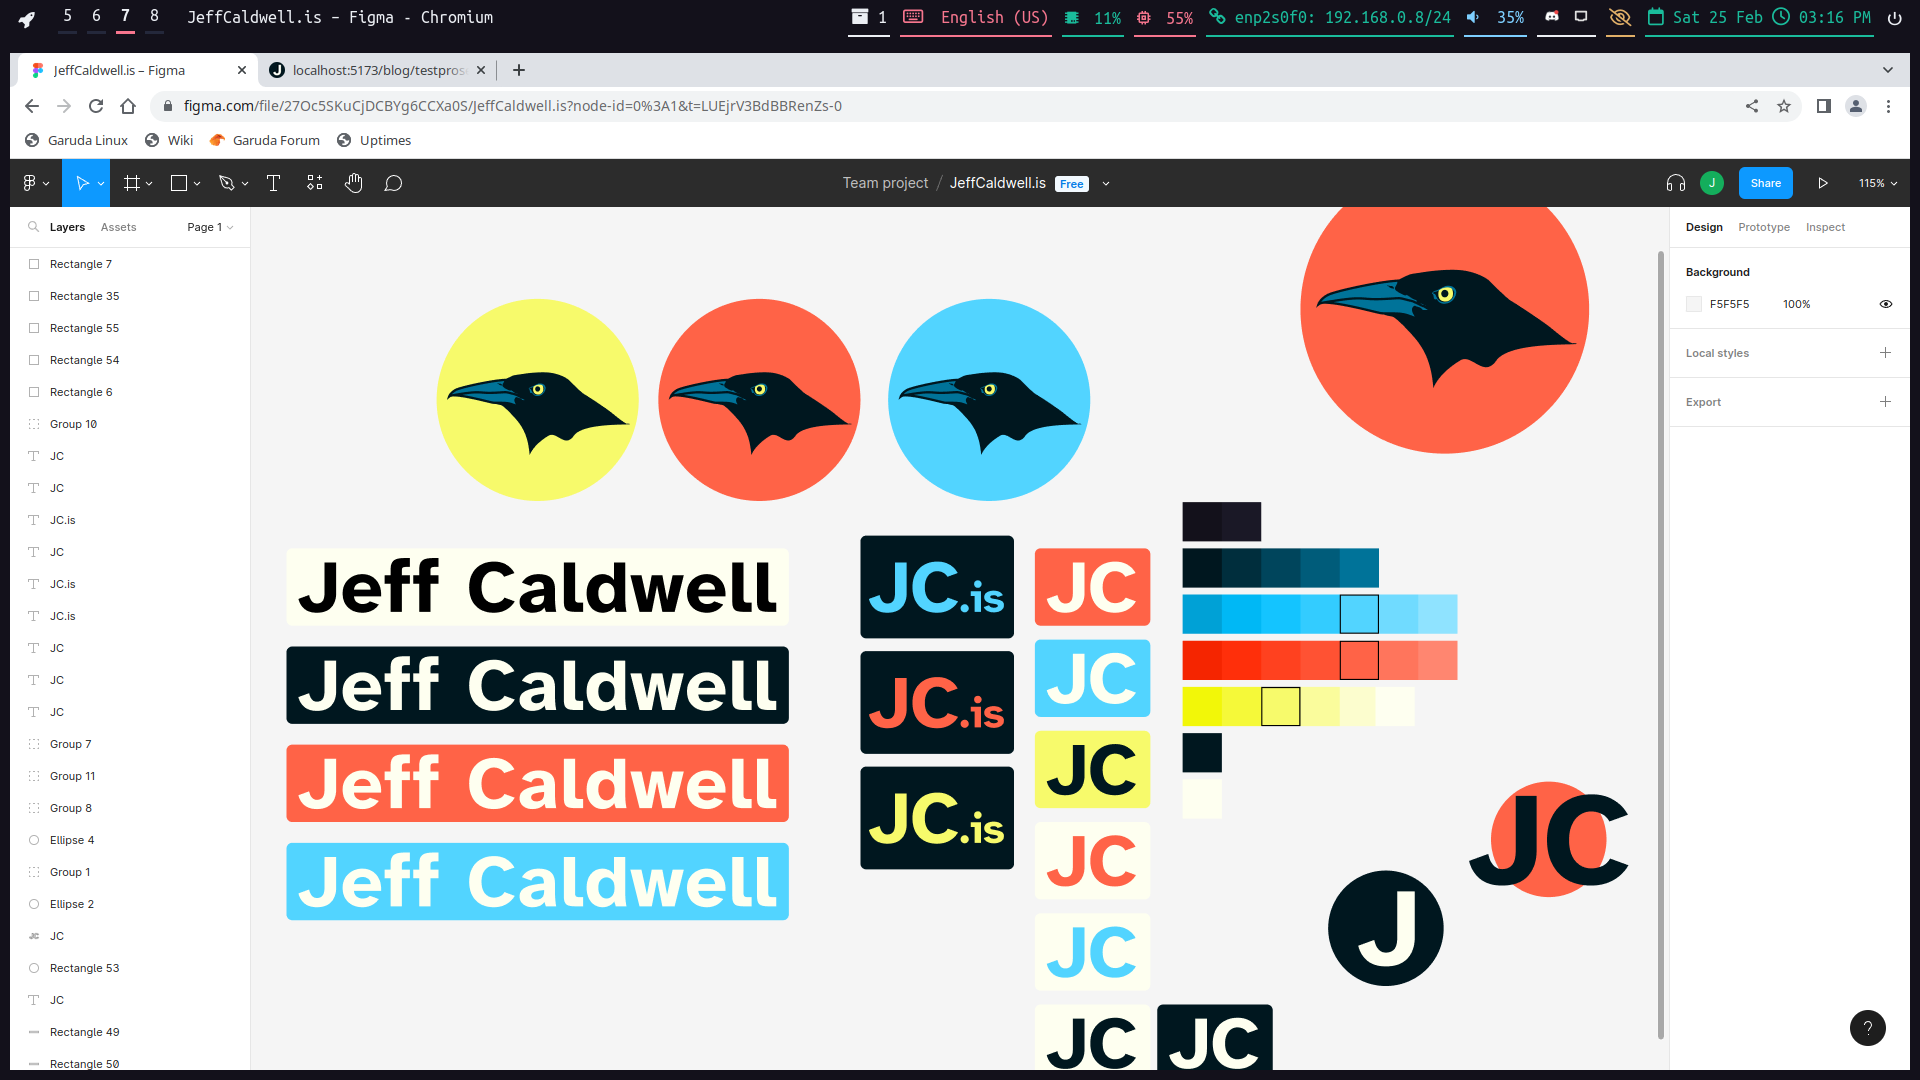 5 6 7 8 JeffCaldwell.is – Figma - Chromium 1 English (US) 11% 55% enp2s0f0: 192.168.0.8/24 35% Sat 25 Feb 03:16 PM
JeffCaldwell.is – Figma localhost:5173/blog/testpros
figma.com/file/27Oc5SKuCjDCBYg6CCXa0S/JeffCaldwell.is?node-id=0%3A1&t=LUEjrV3BdBBRenZs-0
Garuda Linux Wiki Garuda Forum Uptimes
Team project / JeffCaldwell.is Free J Share 115%
Layers Assets Page 1
Rectangle 7
Rectangle 35
Rectangle 55
Rectangle 54
Rectangle 6
Group 10
JC
JC
JC.is
JC
JC.is
JC.is
JC
JC
JC
Group 7
Group 11
Group 8
Ellipse 4
Group 1
Ellipse 2
JC
Rectangle 53
JC
Rectangle 49
Rectangle 50
Jeff Caldwell
Jeff Caldwell
Jeff Caldwell
Jeff Caldwell
JC.is
JC.is
JC.is
JC
JC
JC
JC
JC
JC JC
JC
J
Design Prototype Inspect
Background
F5F5F5 100%
Local styles
Export
?